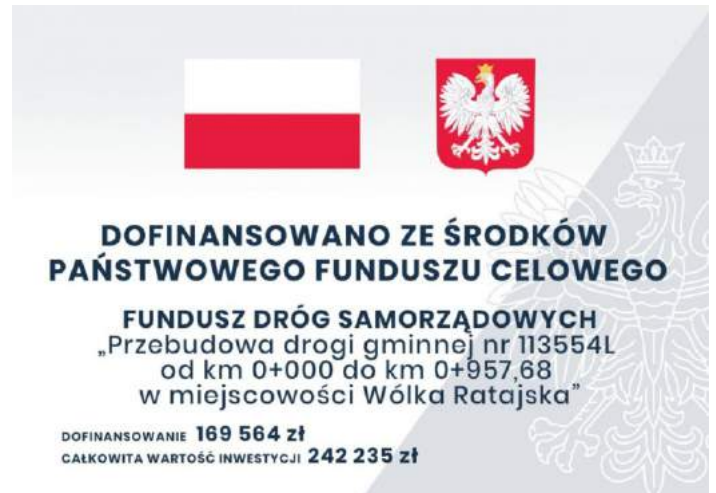 DOFINANSOWANO ZE ŚRODKÓW
PAŃSTWOWEGO FUNDUSZU CELOWEGO
FUNDUSZ DRÓG SAMORZĄDOWYCH
„Przebudowa drogi gminnej nr 113554L
od km 0+000 do km 0+957,68
w miejscowości Wólka Ratajska”
DOFINANSOWANIE 169 564 zł
CAŁKOWITA WARTOŚĆ INWESTYCJI 242 235 zł